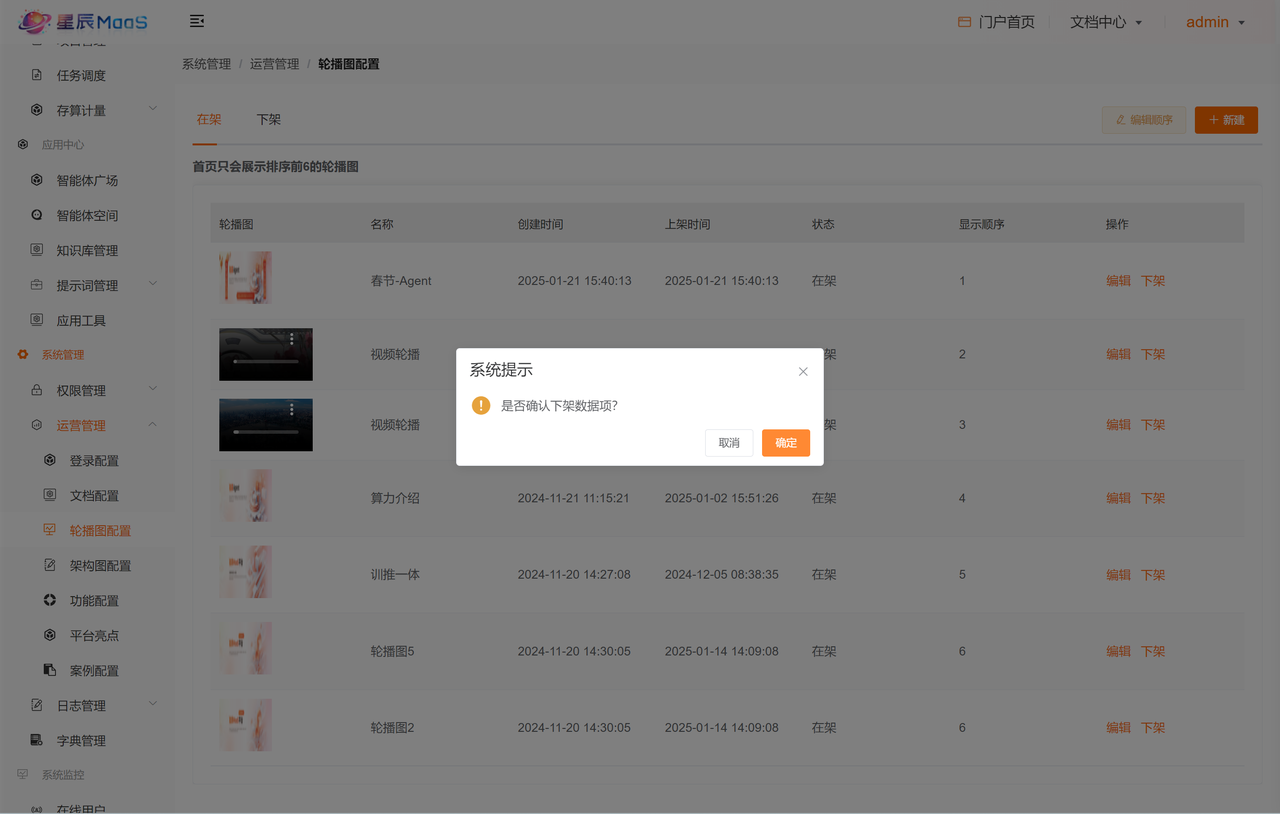 星辰MaaS
门户首页
文档中心
admin
项目管理
任务调度
存算计量
应用中心
智能体广场
智能体空间
知识库管理
提示词管理
应用工具
系统管理
权限管理
运营管理
登录配置
文档配置
轮播图配置
架构图配置
功能配置
平台亮点
案例配置
日志管理
字典管理
系统监控
在线用户
系统管理 / 运营管理 / 轮播图配置
在架 下架
编辑顺序
新建
首页只会展示排序前6的轮播图
轮播图 名称 创建时间 上架时间 状态 显示顺序 操作
春节-Agent 2025-01-21 15:40:13 2025-01-21 15:40:13 在架 1 编辑 下架
视频轮播 架 2 编辑 下架
视频轮播 架 3 编辑 下架
算力介绍 2024-11-21 11:15:21 2025-01-02 15:51:26 在架 4 编辑 下架
训推一体 2024-11-20 14:27:08 2024-12-05 08:38:35 在架 5 编辑 下架
轮播图5 2024-11-20 14:30:05 2025-01-14 14:09:08 在架 6 编辑 下架
轮播图2 2024-11-20 14:30:05 2025-01-14 14:09:08 在架 6 编辑 下架
系统提示
是否确认下架数据项?
取消 确定